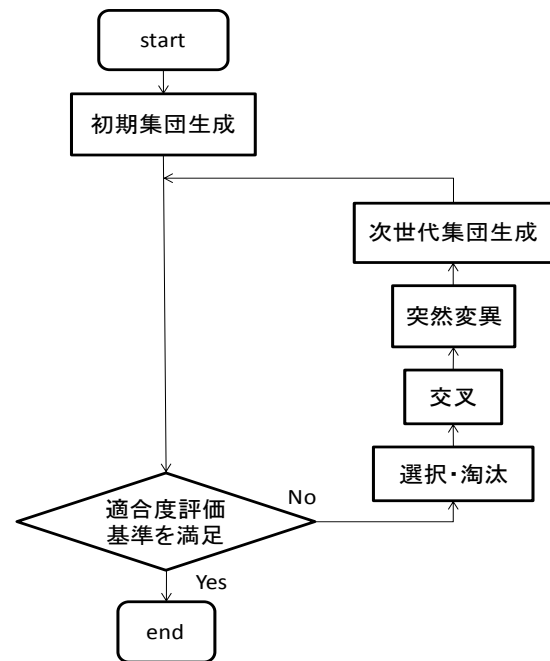 start
初期集団生成
次世代集団生成
突然変異
交叉
選択・淘汰
適合度評価
基準を満足
No
Yes
end